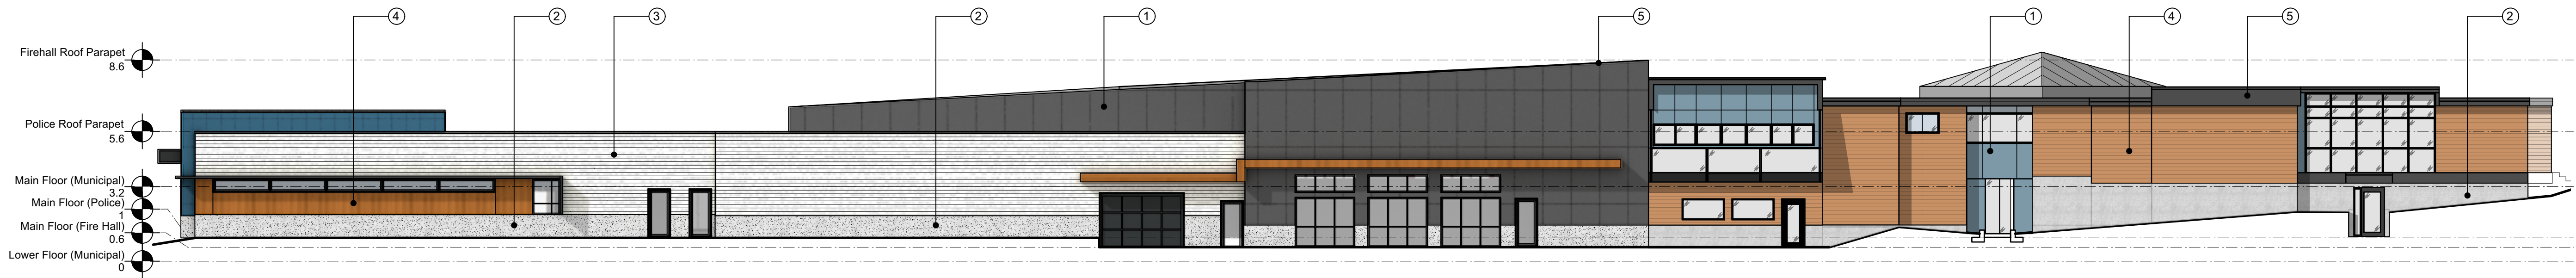 4
2
3
2
1
5
1
4
5
2
Firehall Roof Parapet
8.6
Police Roof Parapet
5.6
Main Floor (Municipal)
3.2
Main Floor (Police)
1
Main Floor (Fire Hall)
0.6
Lower Floor (Municipal)
0